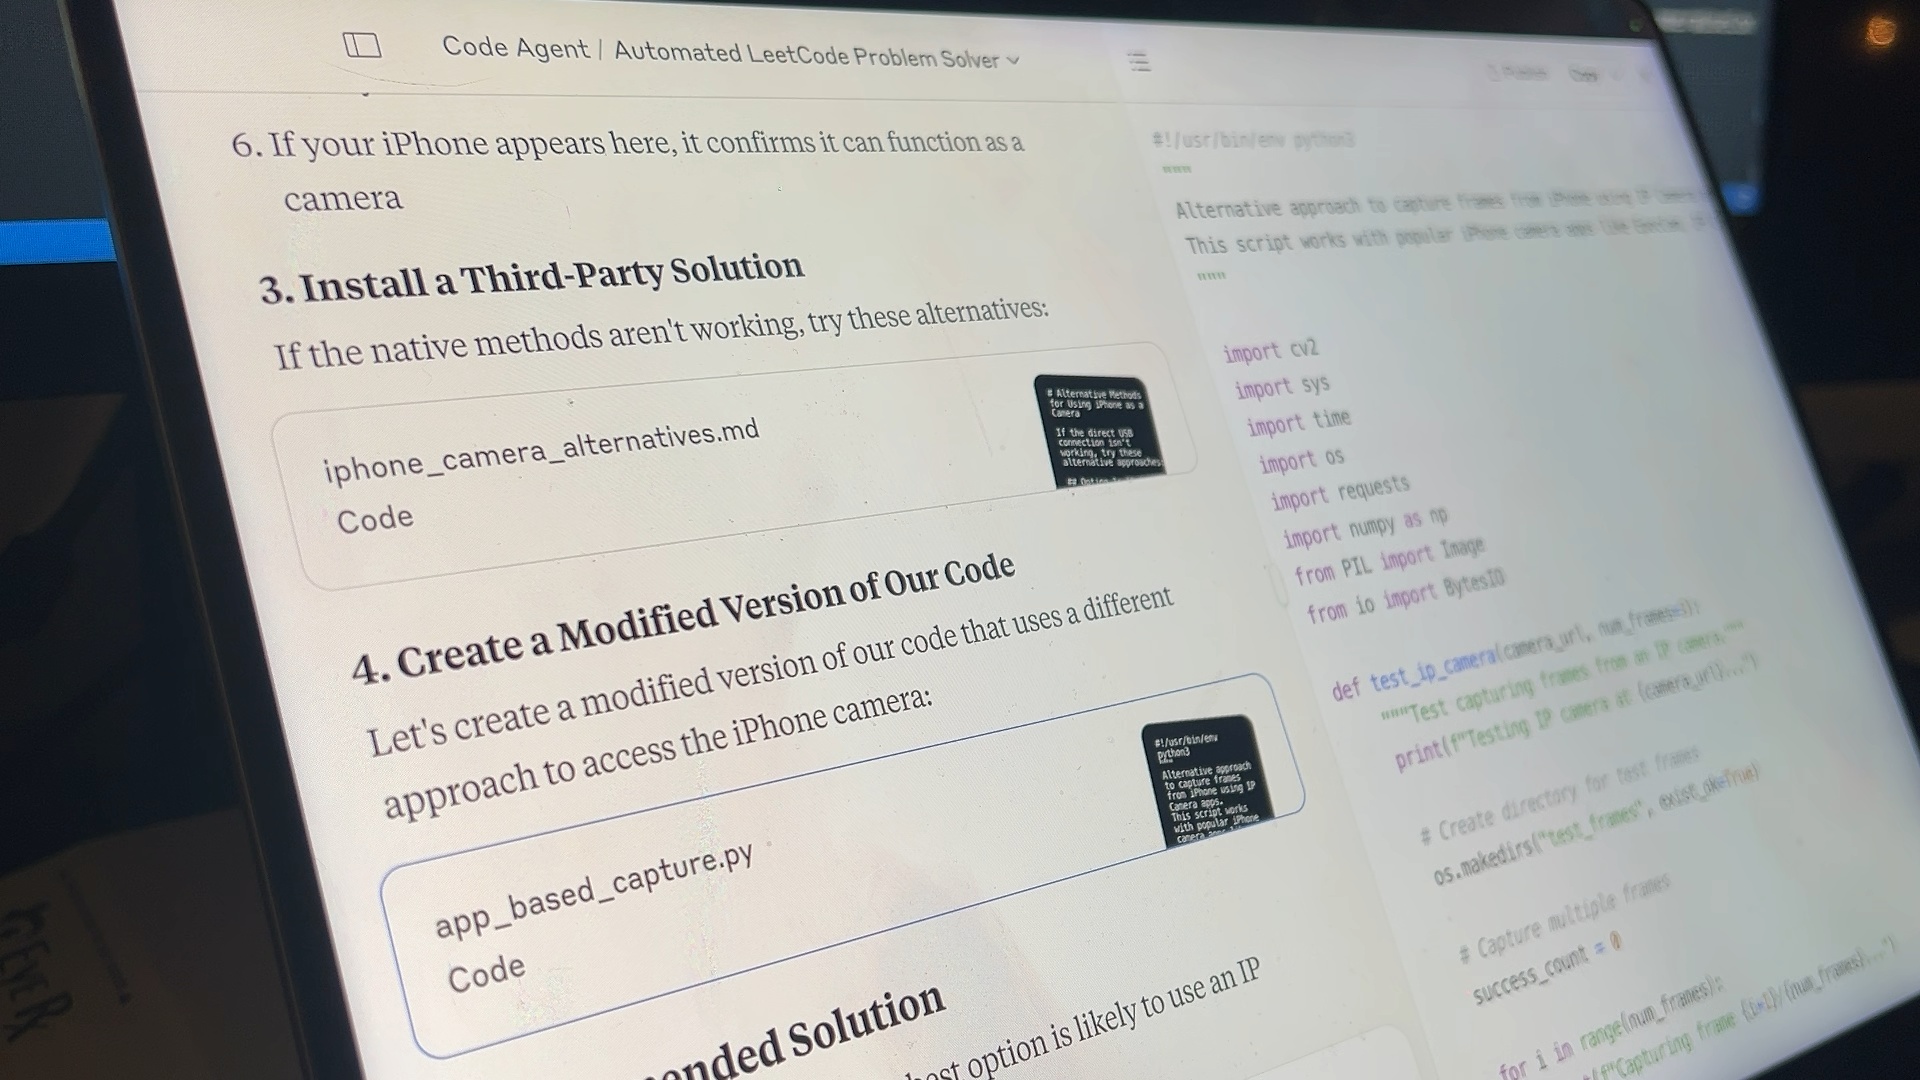 Code Agent / Automated LeetCode Problem Solver
6. If your iPhone appears here, it confirms it can function as a
camera
3. Install a Third-Party Solution
If the native methods aren't working, try these alternatives:
iphone_camera_alternatives.md
Code
# Alternative Methods
for Using iPhone as a
Camera
If the direct USB
connection isn't
working, try these
alternative approaches:
4. Create a Modified Version of Our Code
Let's create a modified version of our code that uses a different
approach to access the iPhone camera:
app_based_capture.py
Code
#!/usr/bin/env
python3
"""
Alternative approach
to capture frames
from iPhone using IP
Camera apps.
This script works
with popular iPhone
camera apps
Solution
option is likely to use an IP
Copy
#!/usr/bin/env python3
"""
Alternative approach to capture frames from iPhone using IP Camera
This script works with popular iPhone camera apps like
"""
import cv2
import sys
import time
import os
import requests
import numpy as np
from PIL import Image
from io import BytesIO
def test_ip_camera(camera_url, num_frames=
"""Test capturing frames from an IP camera."""
print(f"Testing IP camera at {camera_url}...")
# Create directory for test frames
os.makedirs("test_frames", exist_ok=True)
# Capture multiple frames
success_count = 0
for i in range(num_frames):
(f"Capturing frame {i+1}/{num_frames}...")